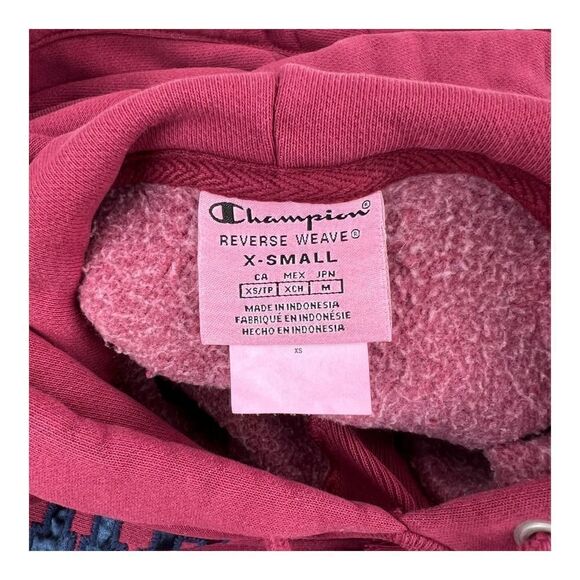 Champion®
REVERSE WEAVE®
X-SMALL
CA MEX JPN
XS/TP XCH M
MADE IN INDONESIA
FABRIQUÉ EN INDONÉSIE
HECHO EN INDONESIA
XS